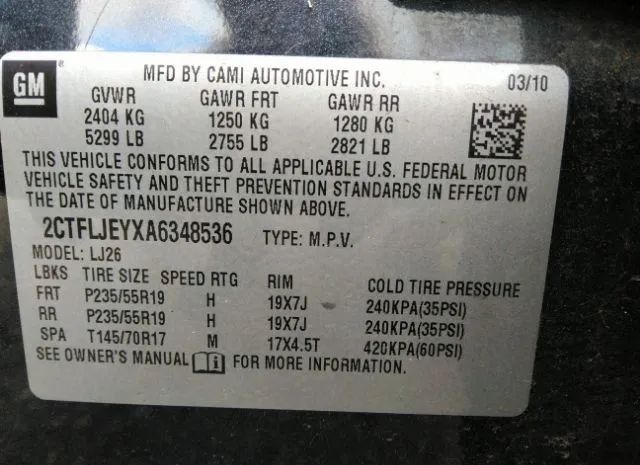 GM ®
MFD BY CAMI AUTOMOTIVE INC. 03/10
GVWR GAWR FRT GAWR RR
2404 KG 1250 KG 1280 KG
5299 LB 2755 LB 2821 LB
THIS VEHICLE CONFORMS TO ALL APPLICABLE U.S. FEDERAL MOTOR
VEHICLE SAFETY AND THEFT PREVENTION STANDARDS IN EFFECT ON
THE DATE OF MANUFACTURE SHOWN ABOVE.
2CTFLJEYXA6348536 TYPE: M.P.V.
MODEL: LJ26
LBKS TIRE SIZE SPEED RTG RIM COLD TIRE PRESSURE
FRT P235/55R19 H 19X7J 240KPA(35PSI)
RR P235/55R19 H 19X7J 240KPA(35PSI)
SPA T145/70R17 M 17X4.5T 420KPA(60PSI)
SEE OWNER'S MANUAL FOR MORE INFORMATION.